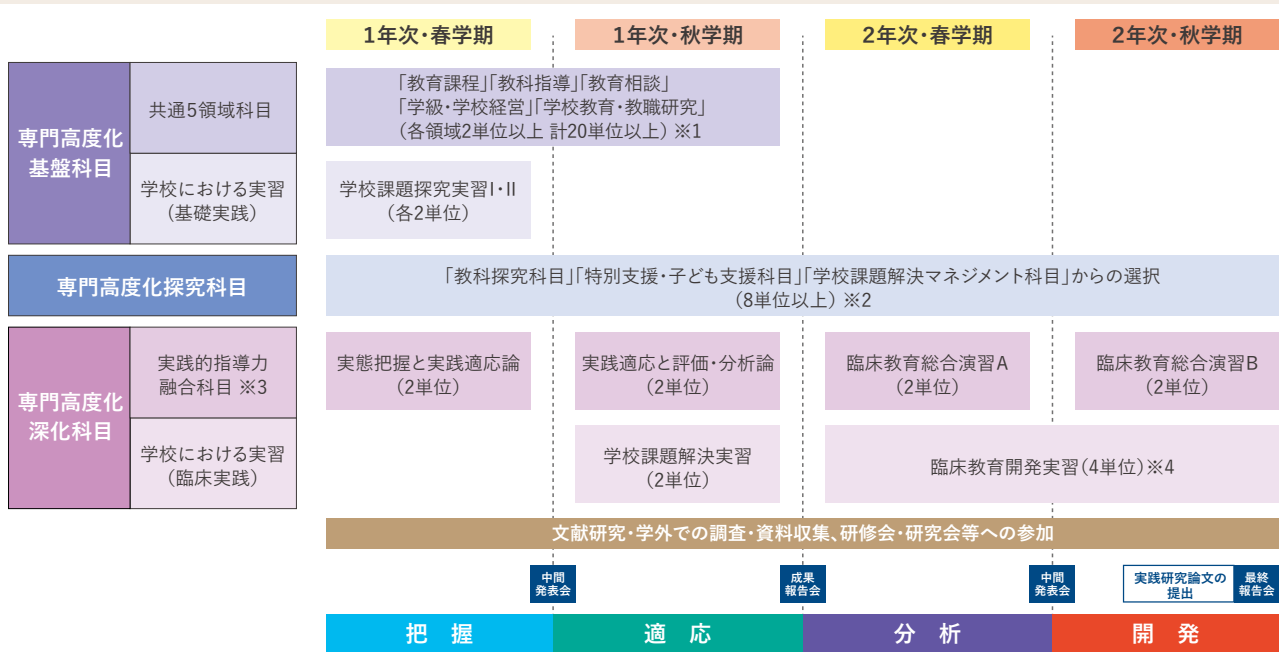 1年次・春学期
1年次・秋学期
2年次・春学期
2年次・秋学期
専門高度化
基盤科目
共通5領域科目
「教育課程」「教科指導」「教育相談」
「学級・学校経営」「学校教育・教職研究」
(各領域2単位以上 計20単位以上) ※1
学校における実習
(基礎実践)
学校課題探究実習I・II
(各2単位)
専門高度化探究科目
「教科探究科目」「特別支援・子ども支援科目」「学校課題解決マネジメント科目」からの選択
(8単位以上) ※2
専門高度化
深化科目
実践的指導力
融合科目 ※3
実態把握と実践適応論
(2単位)
実践適応と評価・分析論
(2単位)
臨床教育総合演習A
(2単位)
臨床教育総合演習B
(2単位)
学校における実習
(臨床実践)
学校課題解決実習
(2単位)
臨床教育開発実習(4単位)※4
文献研究・学外での調査・資料収集、研修会・研究会等への参加
中間
発表会
成果
報告会
中間
発表会
実践研究論文の
提出
最終
報告会
把 握
適 応
分 析
開 発